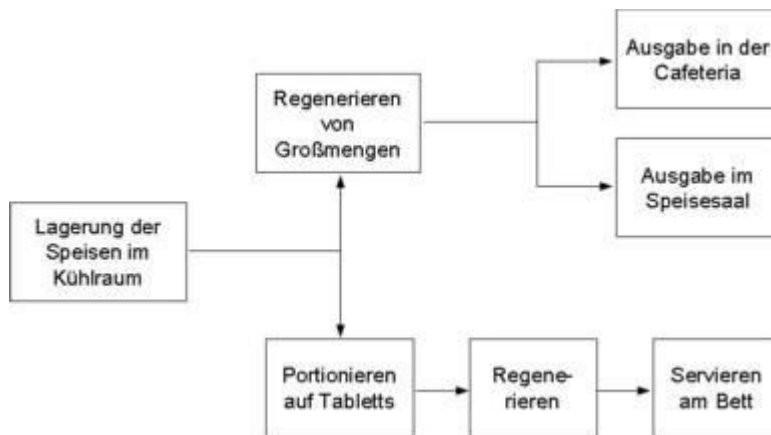 Ausgabe in der
Cafeteria
Regenerieren
von
Großmengen
Ausgabe im
Speisesaal
Lagerung der
Speisen im
Kühlraum
Portionieren
auf Tabletts
Regene-
rieren
Servieren
am Bett